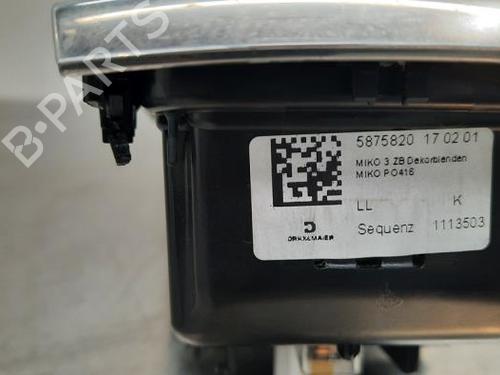 5875820 17 02 01
MIKO 3 ZB Dekorblenden
MIKO PO416
LL K
DRÄXLMAIER
Sequenz 1113503
B-PARTS